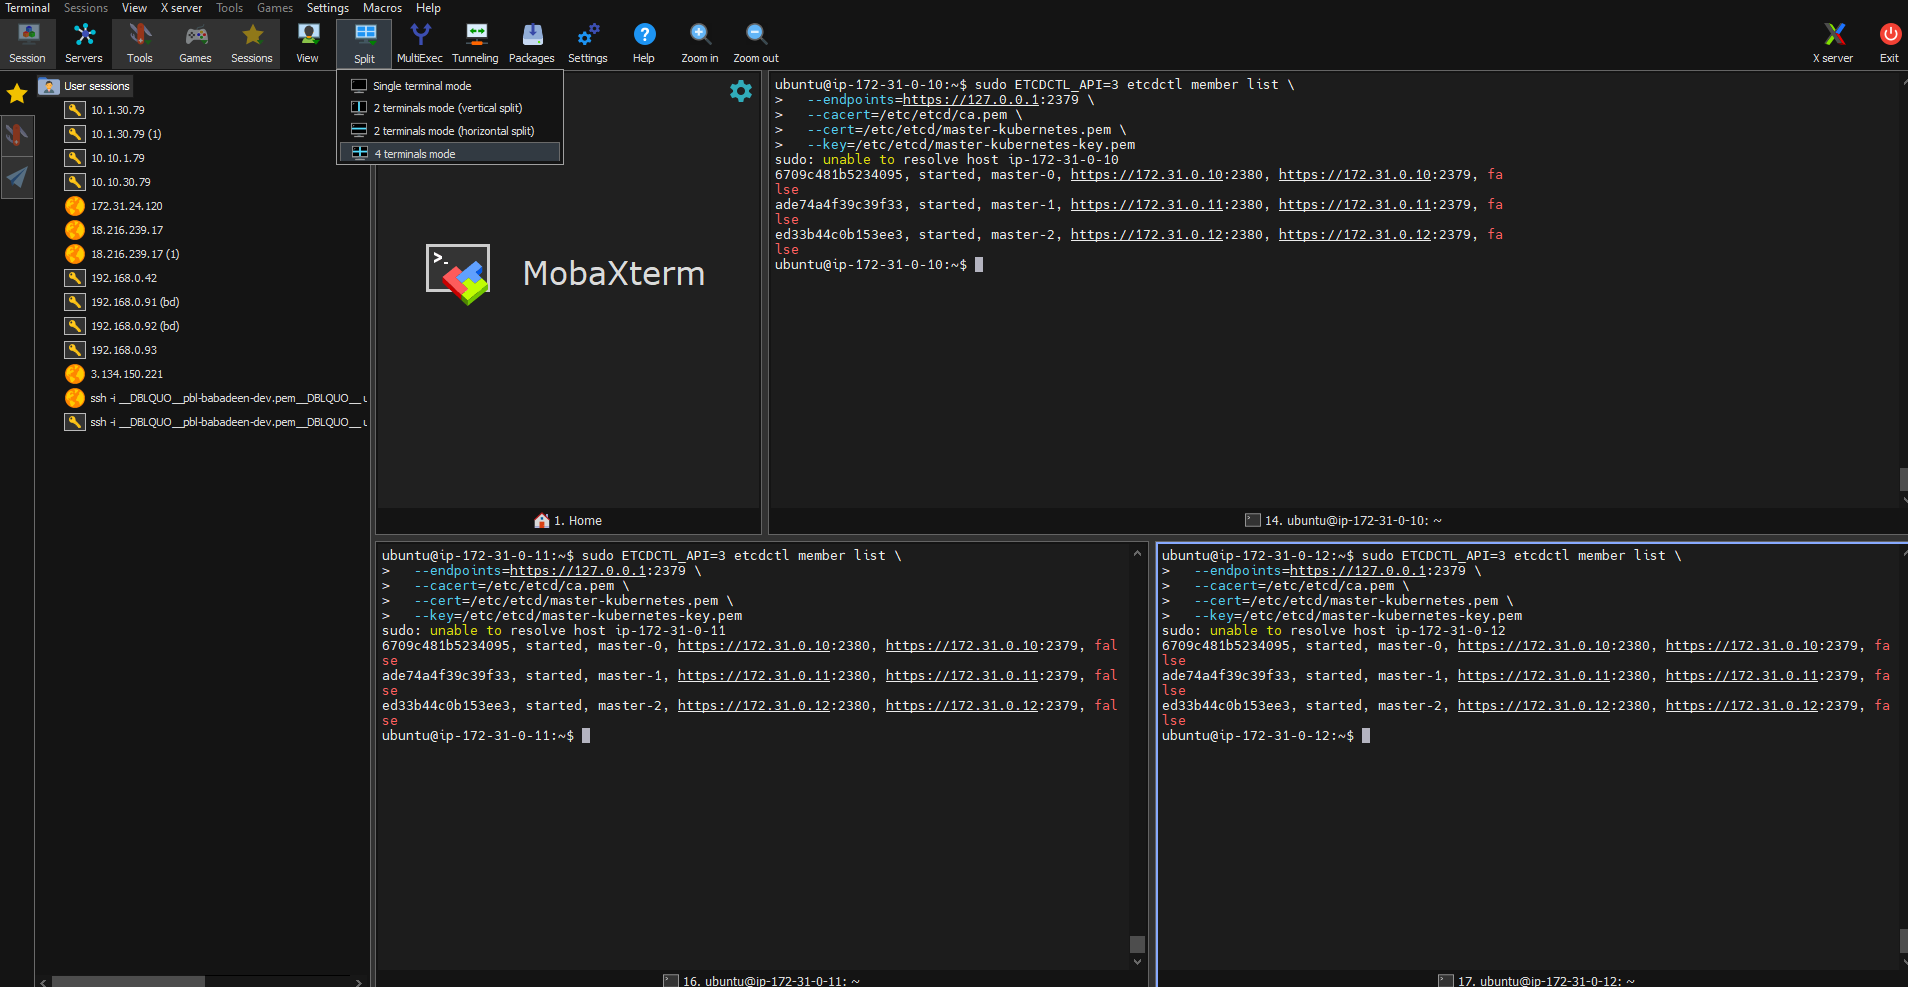 Terminal Sessions View X server Tools Games Settings Macros Help
Session Servers Tools Games Sessions View Split MultiExec Tunneling Packages Settings Help Zoom in Zoom out X server Exit
Single terminal mode
2 terminals mode (vertical split)
2 terminals mode (horizontal split)
4 terminals mode
User sessions
10.1.30.79
10.1.30.79 (1)
10.10.1.79
10.10.30.79
172.31.24.120
18.216.239.17
18.216.239.17 (1)
192.168.0.42
192.168.0.91 (bd)
192.168.0.92 (bd)
192.168.0.93
3.134.150.221
ssh -i __DBLQUO__pbl-babadeen-dev.pem__DBLQUO__ u
ssh -i __DBLQUO__pbl-babadeen-dev.pem__DBLQUO__ u
>_
MobaXterm
1. Home
ubuntu@ip-172-31-0-10:~$ sudo ETCDCTL_API=3 etcdctl member list \
>   --endpoints=https://127.0.0.1:2379 \
>   --cacert=/etc/etcd/ca.pem \
>   --cert=/etc/etcd/master-kubernetes.pem \
>   --key=/etc/etcd/master-kubernetes-key.pem
sudo: unable to resolve host ip-172-31-0-10
6709c481b5234095, started, master-0, https://172.31.0.10:2380, https://172.31.0.10:2379, fa
lse
ade74a4f39c39f33, started, master-1, https://172.31.0.11:2380, https://172.31.0.11:2379, fa
lse
ed33b44c0b153ee3, started, master-2, https://172.31.0.12:2380, https://172.31.0.12:2379, fa
lse
ubuntu@ip-172-31-0-10:~$
14. ubuntu@ip-172-31-0-10: ~
ubuntu@ip-172-31-0-11:~$ sudo ETCDCTL_API=3 etcdctl member list \
>   --endpoints=https://127.0.0.1:2379 \
>   --cacert=/etc/etcd/ca.pem \
>   --cert=/etc/etcd/master-kubernetes.pem \
>   --key=/etc/etcd/master-kubernetes-key.pem
sudo: unable to resolve host ip-172-31-0-11
6709c481b5234095, started, master-0, https://172.31.0.10:2380, https://172.31.0.10:2379, fal
se
ade74a4f39c39f33, started, master-1, https://172.31.0.11:2380, https://172.31.0.11:2379, fal
se
ed33b44c0b153ee3, started, master-2, https://172.31.0.12:2380, https://172.31.0.12:2379, fal
se
ubuntu@ip-172-31-0-11:~$
16. ubuntu@ip-172-31-0-11: ~
ubuntu@ip-172-31-0-12:~$ sudo ETCDCTL_API=3 etcdctl member list \
>   --endpoints=https://127.0.0.1:2379 \
>   --cacert=/etc/etcd/ca.pem \
>   --cert=/etc/etcd/master-kubernetes.pem \
>   --key=/etc/etcd/master-kubernetes-key.pem
sudo: unable to resolve host ip-172-31-0-12
6709c481b5234095, started, master-0, https://172.31.0.10:2380, https://172.31.0.10:2379, fa
lse
ade74a4f39c39f33, started, master-1, https://172.31.0.11:2380, https://172.31.0.11:2379, fa
lse
ed33b44c0b153ee3, started, master-2, https://172.31.0.12:2380, https://172.31.0.12:2379, fa
lse
ubuntu@ip-172-31-0-12:~$
17. ubuntu@ip-172-31-0-12: ~